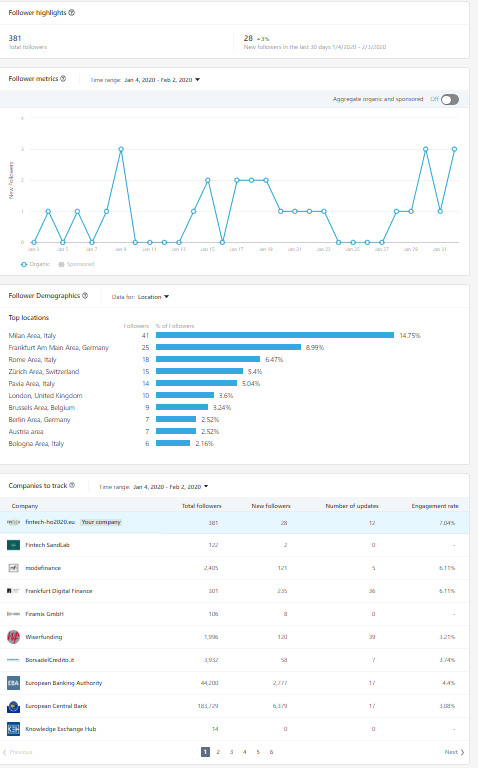 Follower highlights
381
Total followers
28 +3%
New followers in the last 30 days 1/4/2020 - 2/3/2020
Follower metrics
Time range: Jan 4, 2020 - Feb 2, 2020
Aggregate organic and sponsored Off
New followers
4
3
2
1
0
Jan 3 Jan 5 Jan 7 Jan 9 Jan 11 Jan 13 Jan 15 Jan 17 Jan 19 Jan 21 Jan 23 Jan 25 Jan 27 Jan 29 Jan 31
Organic Sponsored
Follower Demographics
Data for: Location
Top locations
Followers % of Followers
Milan Area, Italy 41 14.75%
Frankfurt Am Main Area, Germany 25 8.99%
Rome Area, Italy 18 6.47%
Zürich Area, Switzerland 15 5.4%
Pavia Area, Italy 14 5.04%
London, United Kingdom 10 3.6%
Brussels Area, Belgium 9 3.24%
Berlin Area, Germany 7 2.52%
Austria area 7 2.52%
Bologna Area, Italy 6 2.16%
Companies to track
Time range: Jan 4, 2020 - Feb 2, 2020
Company Total followers New followers Number of updates Engagement rate
fintech-ho2020.eu Your company 381 28 12 7.04%
Fintech SandLab 122 2 0 -
modefinance 2,405 121 5 6.11%
Frankfurt Digital Finance 301 235 36 6.11%
Firamis GmbH 106 8 0 -
Wiserfunding 1,996 120 39 3.21%
BorsadelCredito.it 3,932 58 7 3.74%
EBA European Banking Authority 44,200 2,777 17 4.4%
European Central Bank 183,729 6,379 17 3.08%
KEH Knowledge Exchange Hub 14 0 0 -
Previous 1 2 3 4 5 6 Next